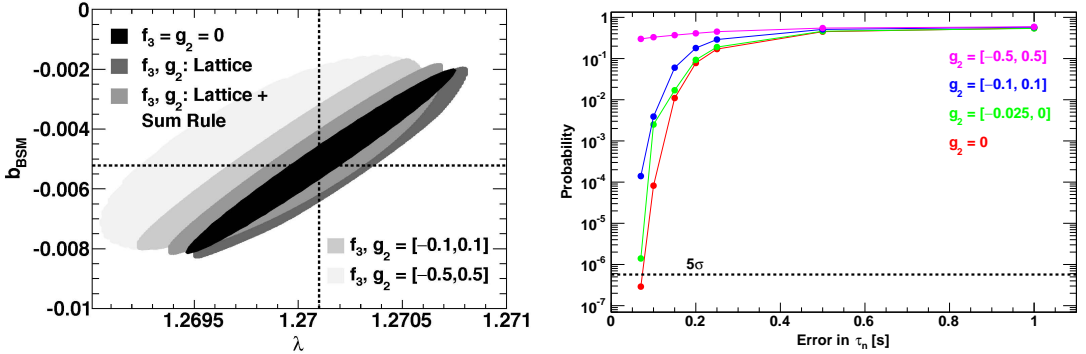 0
-0.002
-0.004
-0.006
-0.008
-0.01
b_BSM
f₃ = g₂ = 0
f₃, g₂: Lattice
f₃, g₂: Lattice +
Sum Rule
f₃, g₂ = [−0.1,0.1]
f₃, g₂ = [−0.5,0.5]
1.2695 1.27 1.2705 1.271
λ
Probability
1
10⁻¹
10⁻²
10⁻³
10⁻⁴
10⁻⁵
10⁻⁶
10⁻⁷
g₂ = [−0.5, 0.5]
g₂ = [−0.1, 0.1]
g₂ = [−0.025, 0]
g₂ = 0
5σ
0 0.2 0.4 0.6 0.8 1
Error in τₙ [s]